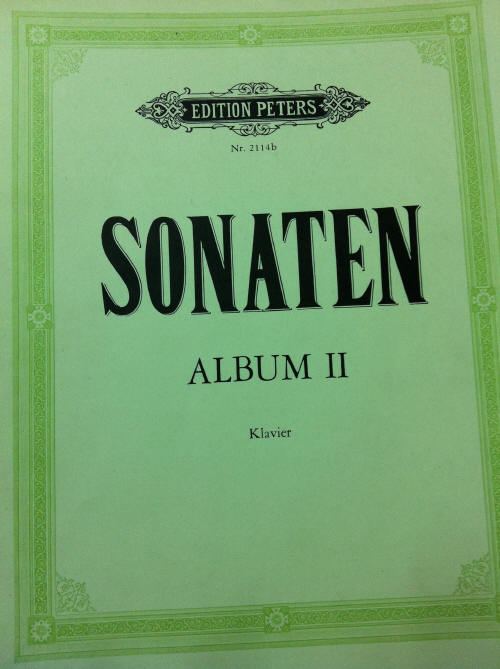 EDITION PETERS
Nr. 2114b
SONATEN
ALBUM II
Klavier